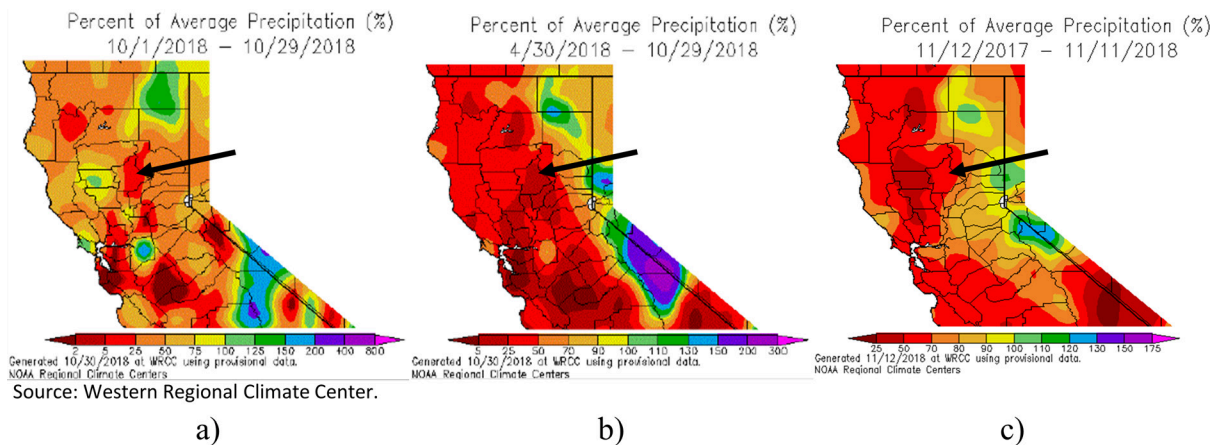 Percent of Average Precipitation (%)
10/1/2018 – 10/29/2018
2 5 25 50 75 100 125 150 200 400 800
Generated 10/30/2018 at WRCC using provisional data.
NOAA Regional Climate Centers
Percent of Average Precipitation (%)
4/30/2018 – 10/29/2018
5 25 50 70 90 100 110 130 150 200 300
Generated 10/30/2018 at WRCC using provisional data.
NOAA Regional Climate Centers
Percent of Average Precipitation (%)
11/12/2017 – 11/11/2018
25 50 70 90 100 110 120 130 150 175
Generated 11/12/2018 at WRCC using provisional data.
NOAA Regional Climate Centers
Source: Western Regional Climate Center.
a) b) c)